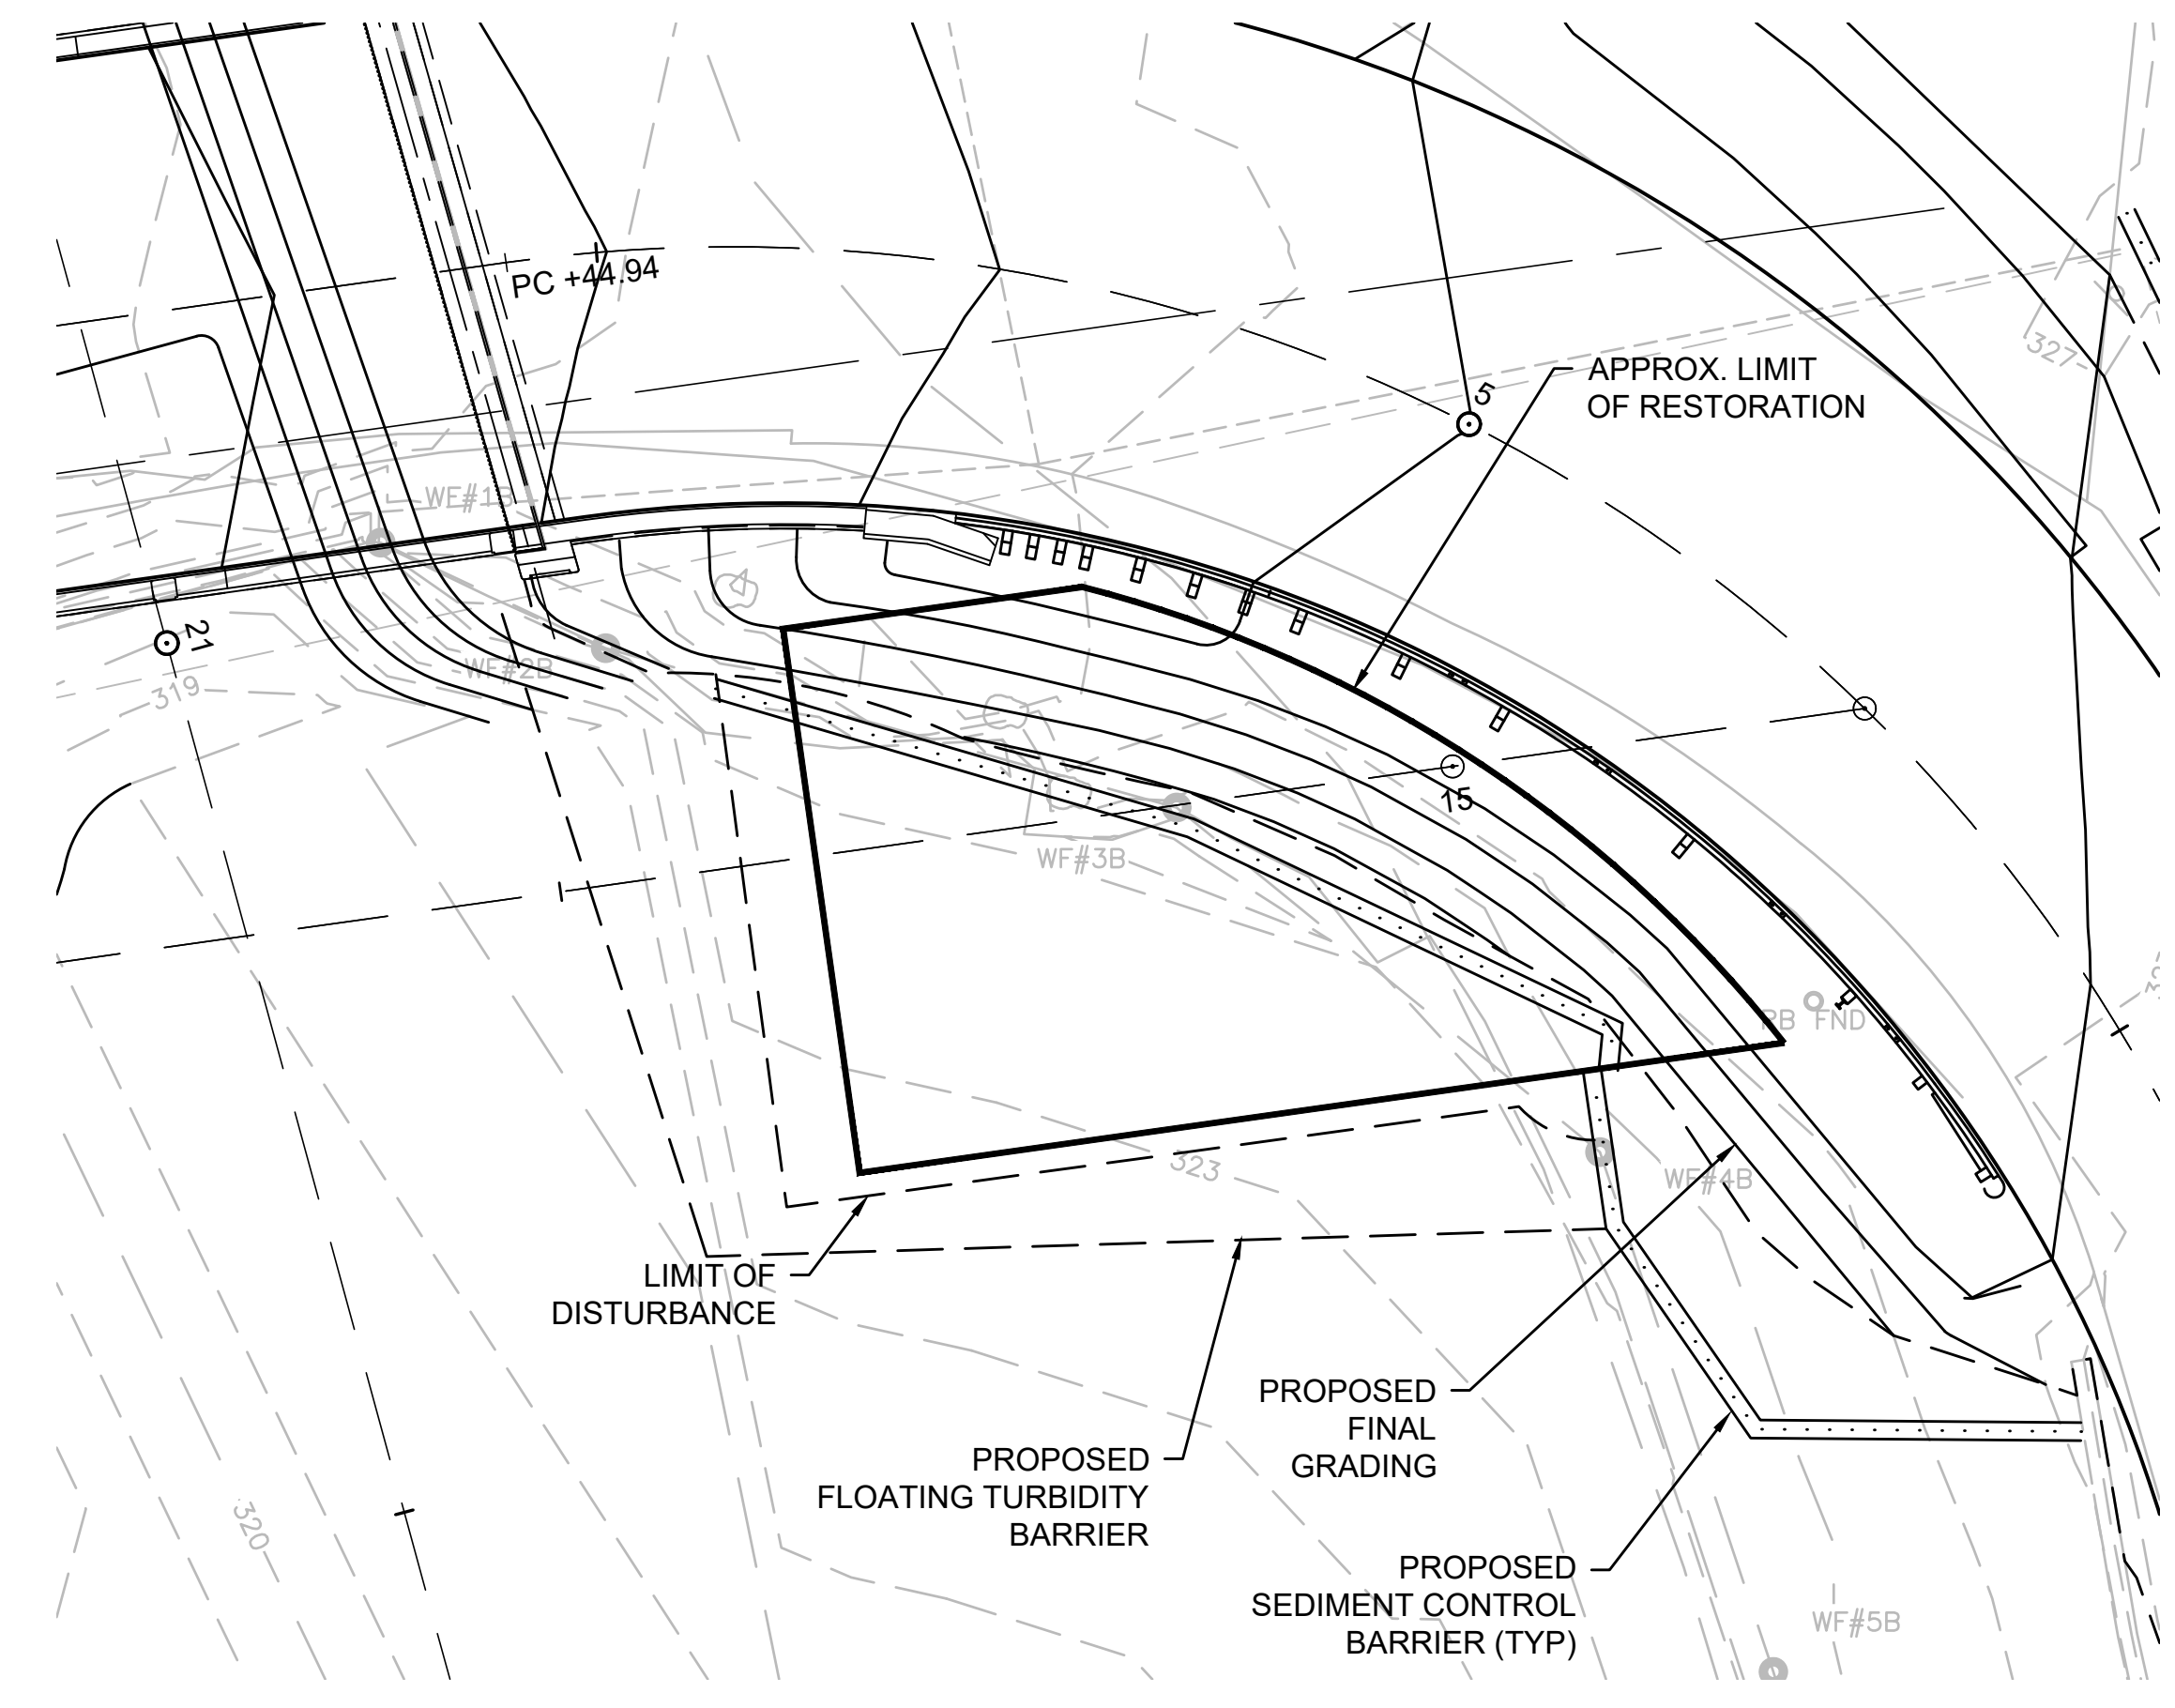 PC +44.94
327
5
APPROX. LIMIT
OF RESTORATION
WF#1B
4
21
WF#2B
319
15
WF#3B
RB FND
323
WF#4B
LIMIT OF
DISTURBANCE
PROPOSED
FINAL
GRADING
PROPOSED
FLOATING TURBIDITY
BARRIER
320
PROPOSED
SEDIMENT CONTROL
BARRIER (TYP)
WF#5B